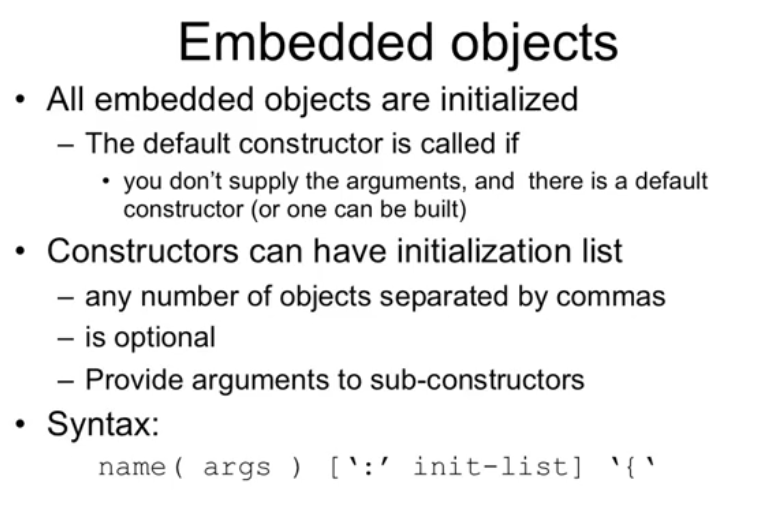 Embedded objects
• All embedded objects are initialized
– The default constructor is called if
• you don’t supply the arguments, and there is a default
constructor (or one can be built)
• Constructors can have initialization list
– any number of objects separated by commas
– is optional
– Provide arguments to sub-constructors
• Syntax:
name( args ) [‘:’ init-list] ‘{‘